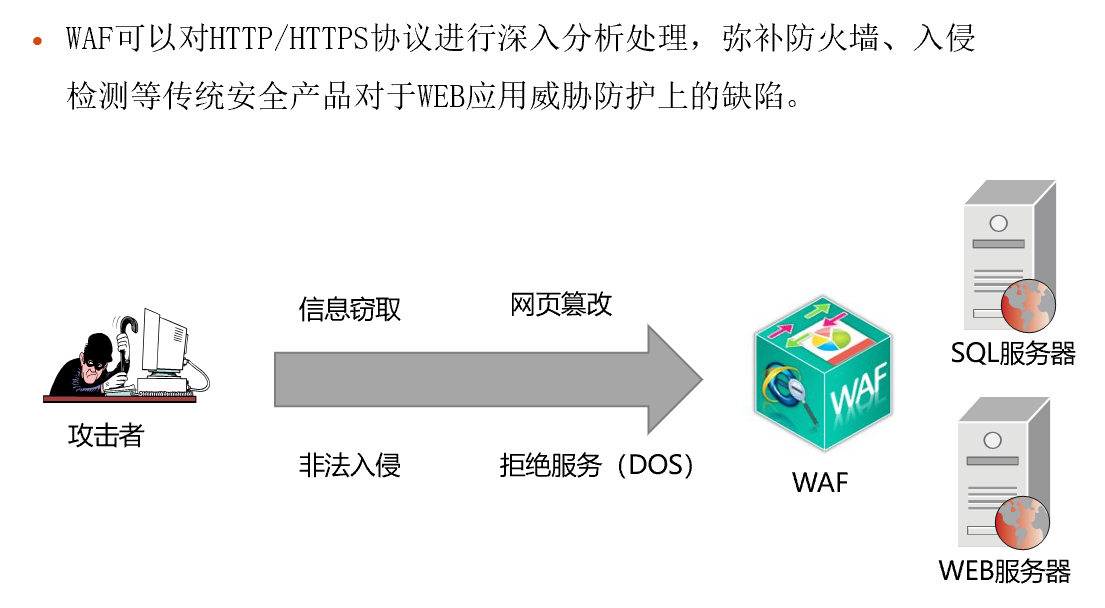 WAF可以对HTTP/HTTPS协议进行深入分析处理，弥补防火墙、入侵
检测等传统安全产品对于WEB应用威胁防护上的缺陷。
信息窃取
网页篡改
攻击者
非法入侵
拒绝服务（DOS）
WAF
WAF
SQL服务器
WEB服务器